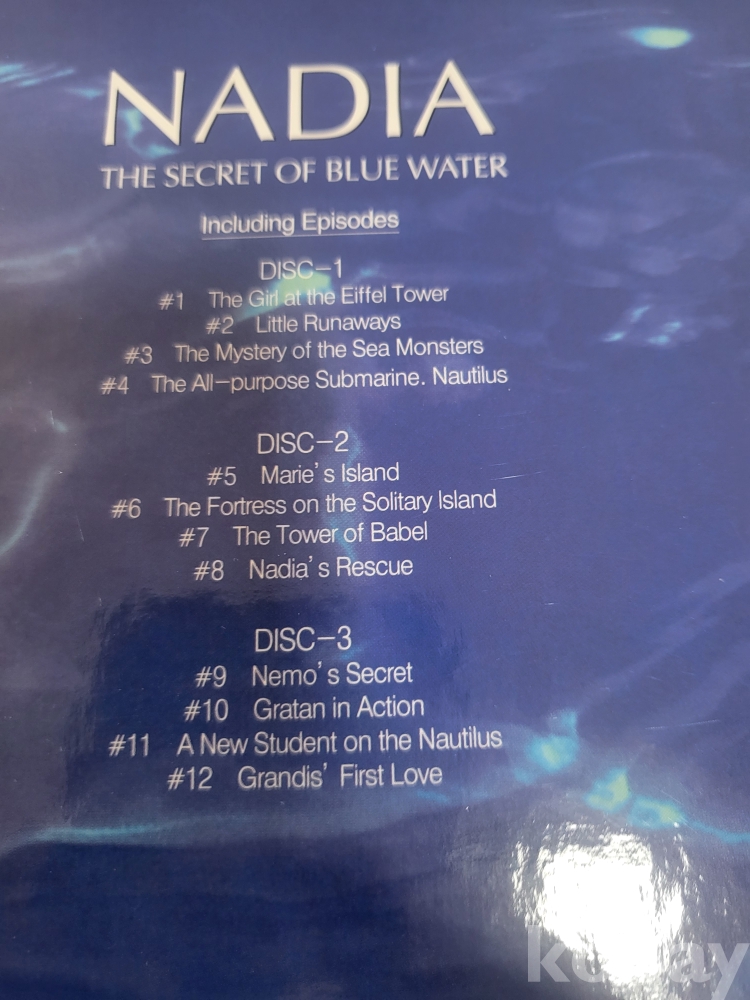 NADIA
THE SECRET OF BLUE WATER
Including Episodes
DISC-1
#1 The Girl at the Eiffel Tower
#2 Little Runaways
#3 The Mystery of the Sea Monsters
#4 The All-purpose Submarine. Nautilus
DISC-2
#5 Marie's Island
#6 The Fortress on the Solitary Island
#7 The Tower of Babel
#8 Nadia's Rescue
DISC-3
#9 Nemo's Secret
#10 Gratan in Action
#11 A New Student on the Nautilus
#12 Grandis' First Love